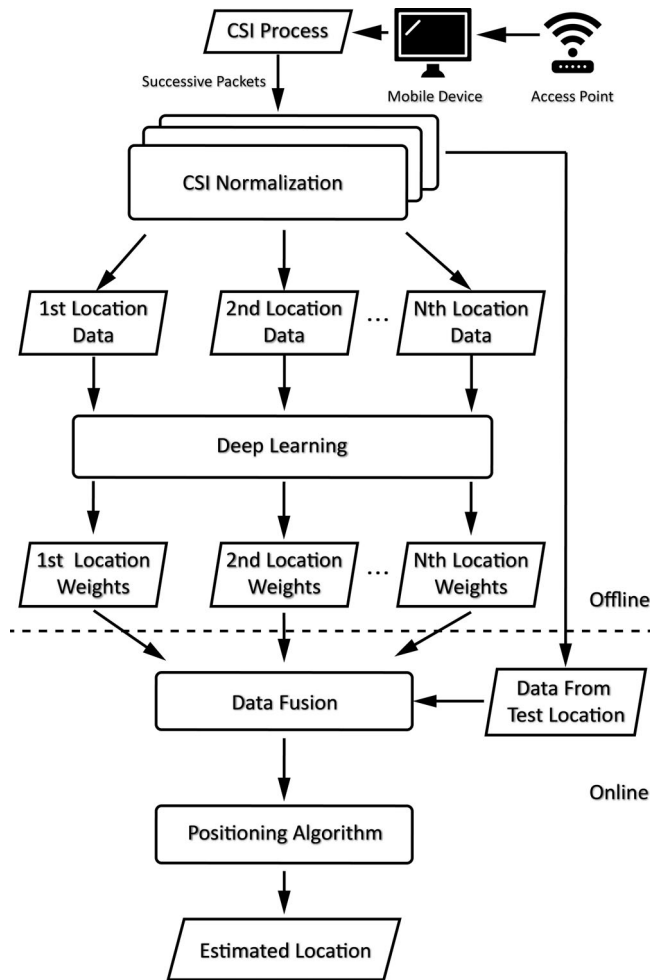 CSI Process
Successive Packets
Mobile Device
Access Point
CSI Normalization
1st Location
Data
2nd Location
Data
...
Nth Location
Data
Deep Learning
1st Location
Weights
2nd Location
Weights
...
Nth Location
Weights
Offline
Data Fusion
Data From
Test Location
Online
Positioning Algorithm
Estimated Location